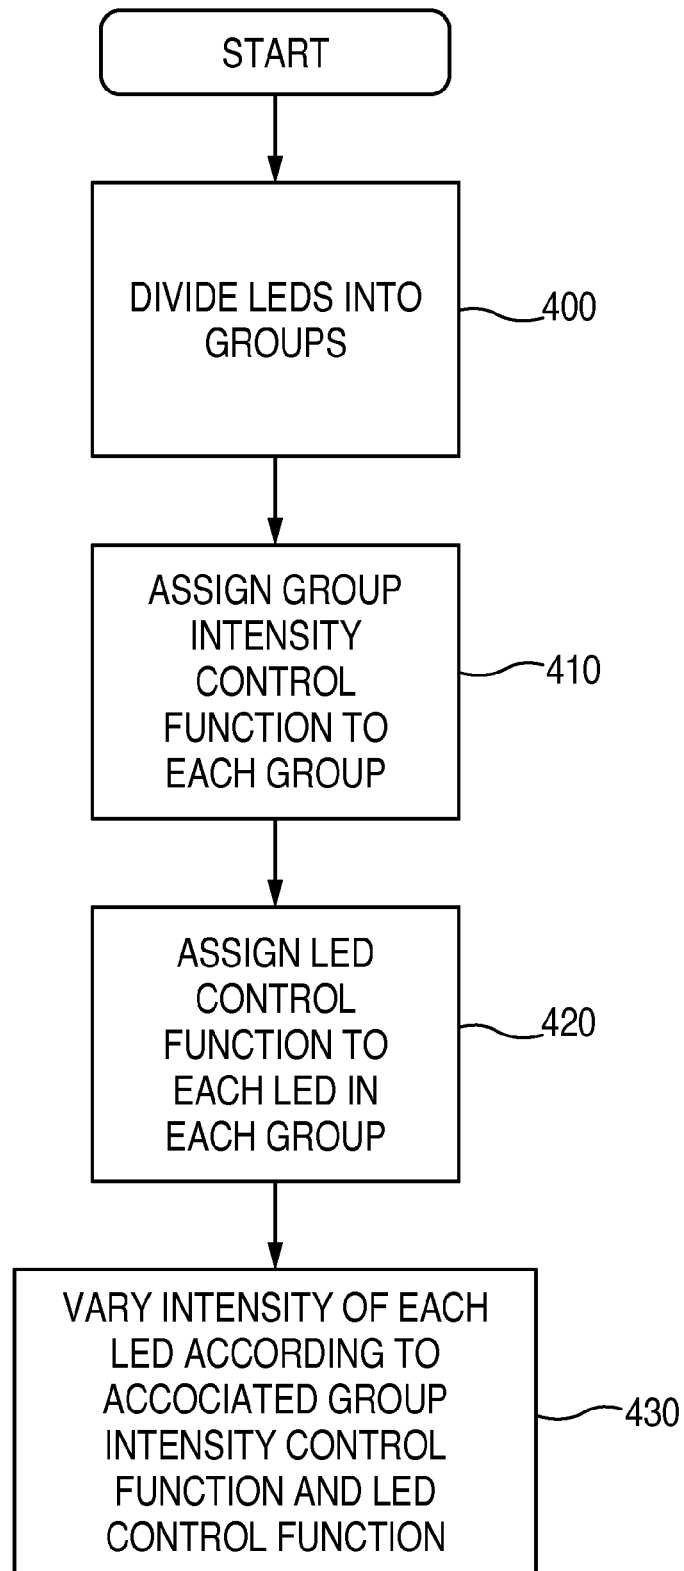 START
DIVIDE LEDS INTO
GROUPS
400
ASSIGN GROUP
INTENSITY
CONTROL
FUNCTION TO
EACH GROUP
410
ASSIGN LED
CONTROL
FUNCTION TO
EACH LED IN
EACH GROUP
420
VARY INTENSITY OF EACH
LED ACCORDING TO
ACCOCIATED GROUP
INTENSITY CONTROL
FUNCTION AND LED
CONTROL FUNCTION
430